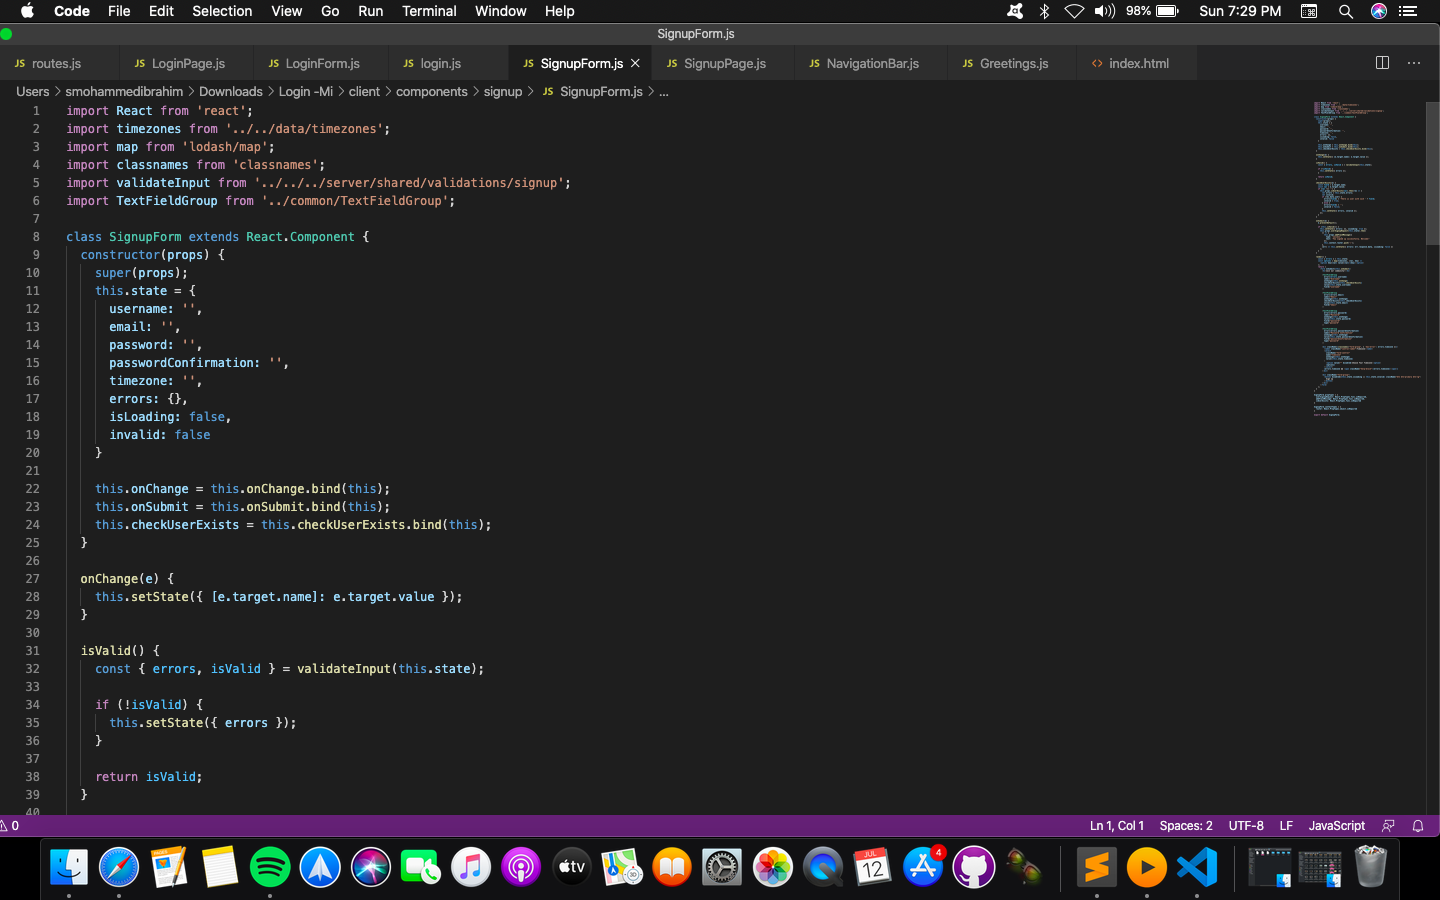 Code File Edit Selection View Go Run Terminal Window Help 98% Sun 7:29 PM
SignupForm.js
JS routes.js JS LoginPage.js JS LoginForm.js JS login.js JS SignupForm.js JS SignupPage.js JS NavigationBar.js JS Greetings.js <> index.html
Users > smohammedibrahim > Downloads > Login -Mi > client > components > signup > JS SignupForm.js > ...
1 import React from 'react';
2 import timezones from '../../data/timezones';
3 import map from 'lodash/map';
4 import classnames from 'classnames';
5 import validateInput from '../../../server/shared/validations/signup';
6 import TextFieldGroup from '../common/TextFieldGroup';
7
8 class SignupForm extends React.Component {
9 constructor(props) {
10 super(props);
11 this.state = {
12 username: '',
13 email: '',
14 password: '',
15 passwordConfirmation: '',
16 timezone: '',
17 errors: {},
18 isLoading: false,
19 invalid: false
20 }
21
22 this.onChange = this.onChange.bind(this);
23 this.onSubmit = this.onSubmit.bind(this);
24 this.checkUserExists = this.checkUserExists.bind(this);
25 }
26
27 onChange(e) {
28 this.setState({ [e.target.name]: e.target.value });
29 }
30
31 isValid() {
32 const { errors, isValid } = validateInput(this.state);
33
34 if (!isValid) {
35 this.setState({ errors });
36 }
37
38 return isValid;
39 }
40
0 Ln 1, Col 1 Spaces: 2 UTF-8 LF JavaScript
tv 3D JUL 12 4